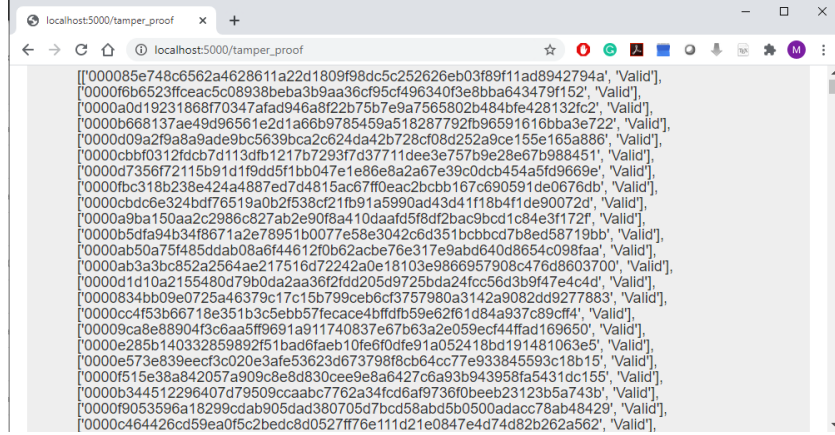 localhost:5000/tamper_proof
localhost:5000/tamper_proof
M
[['000085e748c6562a4628611a22d1809f98dc5c252626eb03f89f11ad8942794a', 'Valid'],
['0000f6b6523ffceac5c08938beba3b9aa36cf95cf496340f3e8bba643479f152', 'Valid'],
['0000a0d19231868f70347afad946a8f22b75b7e9a7565802b484bfe428132fc2', 'Valid'],
['0000b668137ae49d96561e2d1a66b9785459a518287792fb96591616bba3e722', 'Valid'],
['0000d09a2f9a8a9ade9bc5639bca2c624da42b728cf08d252a9ce155e165a886', 'Valid'],
['0000cbbf0312fdcb7d113dfb1217b7293f7d37711dee3e757b9e28e67b988451', 'Valid'],
['0000d7356f72115b91d1f9dd5f1bb047e1e86e8a2a67e39c0dcb454a5fd9669e', 'Valid'],
['0000fbc318b238e424a4887ed7d4815ac67ff0eac2bcbb167c690591de0676db', 'Valid'],
['0000cbdc6e324bdf76519a0b2f538cf21fb91a5990ad43d41f18b4f1de90072d', 'Valid'],
['0000a9ba150aa2c2986c827ab2e90f8a410daafd5f8df2bac9bcd1c84e3f172f', 'Valid'],
['0000b5dfa94b34f8671a2e78951b0077e58e3042c6d351bcbbcd7b8ed58719bb', 'Valid'],
['0000ab50a75f485ddab08a6f44612f0b62acbe76e317e9abd640d8654c098faa', 'Valid'],
['0000ab3a3bc852a2564ae217516d72242a0e18103e9866957908c476d8603700', 'Valid'],
['0000d1d10a2155480d79b0da2aa36f2fdd205d9725bda24fcc56d3b9f47e4c4d', 'Valid'],
['0000834bb09e0725a46379c17c15b799ceb6cf3757980a3142a9082dd9277883', 'Valid'],
['0000cc4f53b66718e351b3c5ebb57fecace4bffdfb59e62f61d84a937c89cff4', 'Valid'],
['00009ca8e88904f3c6aa5ff9691a911740837e67b63a2e059ecf44ffad169650', 'Valid'],
['0000e285b140332859892f51bad6faeb10fe6f0dfe91a052418bd191481063e5', 'Valid'],
['0000e573e839eecf3c020e3afe53623d673798f8cb64cc77e933845593c18b15', 'Valid'],
['0000f515e38a842057a909c8e8d830cee9e8a6427c6a93b943958fa5431dc155', 'Valid'],
['0000b344512296407d79509ccaabc7762a34fcd6af9736f0beeb23123b5a743b', 'Valid'],
['0000f9053596a18299cdab905dad380705d7bcd58abd5b0500adacc78ab48429', 'Valid'],
['0000c464426cd59ea0f5c2bedc8d0527ff76e111d21e0847e4d74d82b262a562', 'Valid'],